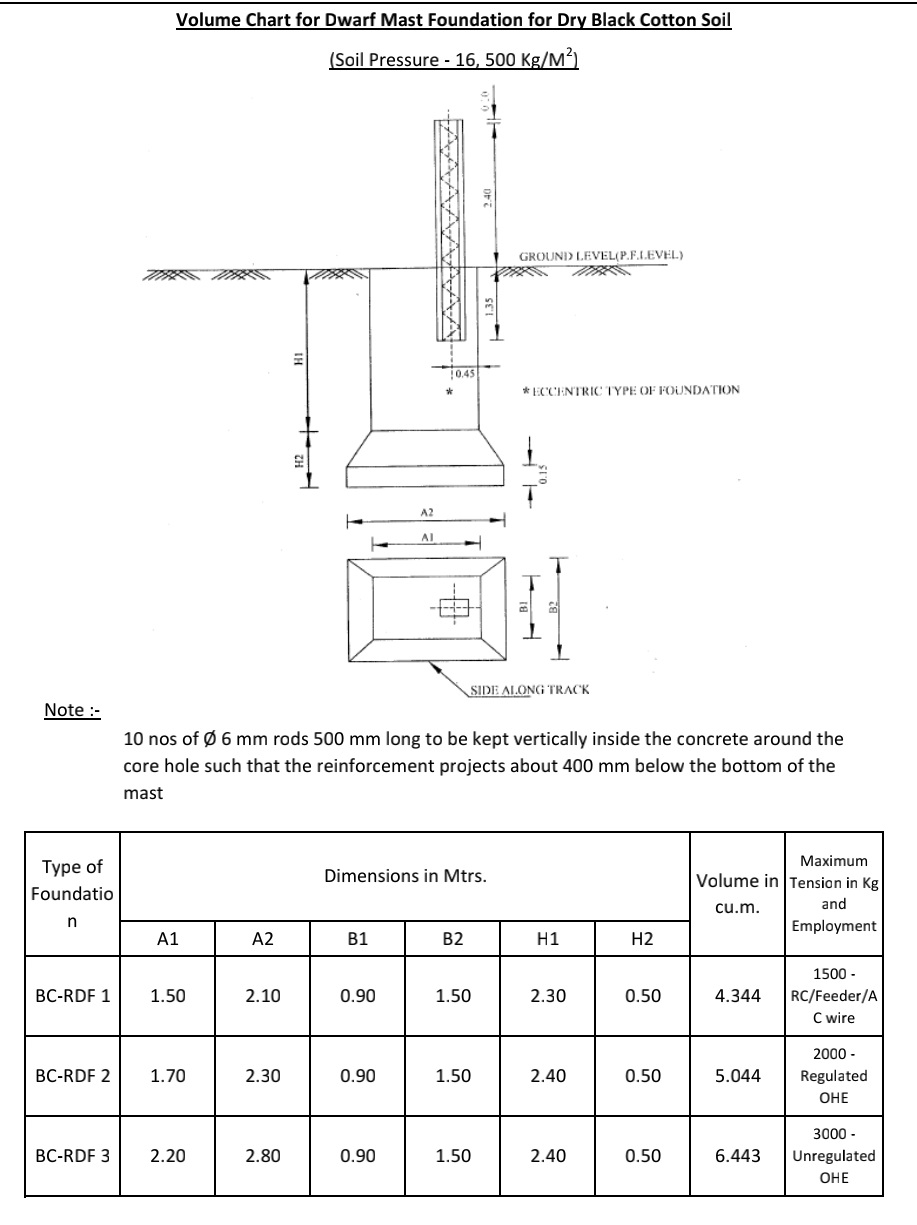 Volume Chart for Dwarf Mast Foundation for Dry Black Cotton Soil
(Soil Pressure - 16, 500 Kg/M²)
0.10
2.40
GROUND LEVEL(P.F.LEVEL)
1.35
H1
0.45
*
* ECCENTRIC TYPE OF FOUNDATION
H2
0.15
A2
A1
B1
B2
SIDE ALONG TRACK
Note :-
10 nos of Ø 6 mm rods 500 mm long to be kept vertically inside the concrete around the
core hole such that the reinforcement projects about 400 mm below the bottom of the
mast
Type of
Foundatio
n
Dimensions in Mtrs.
Volume in
cu.m.
Maximum
Tension in Kg
and
Employment
A1 A2 B1 B2 H1 H2
BC-RDF 1 1.50 2.10 0.90 1.50 2.30 0.50 4.344
1500 -
RC/Feeder/A
C wire
BC-RDF 2 1.70 2.30 0.90 1.50 2.40 0.50 5.044
2000 -
Regulated
OHE
BC-RDF 3 2.20 2.80 0.90 1.50 2.40 0.50 6.443
3000 -
Unregulated
OHE